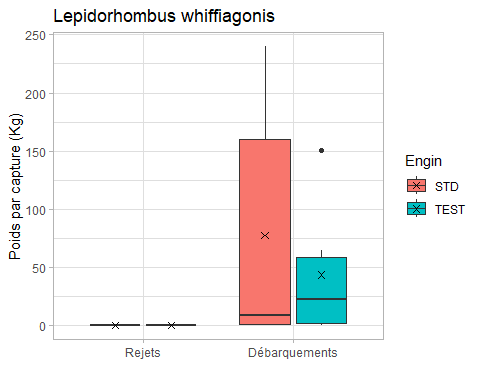 Lepidorhombus whiffiagonis
Poids par capture (Kg)
250
200
150
100
50
0
Rejets
Débarquements
Engin
STD
TEST